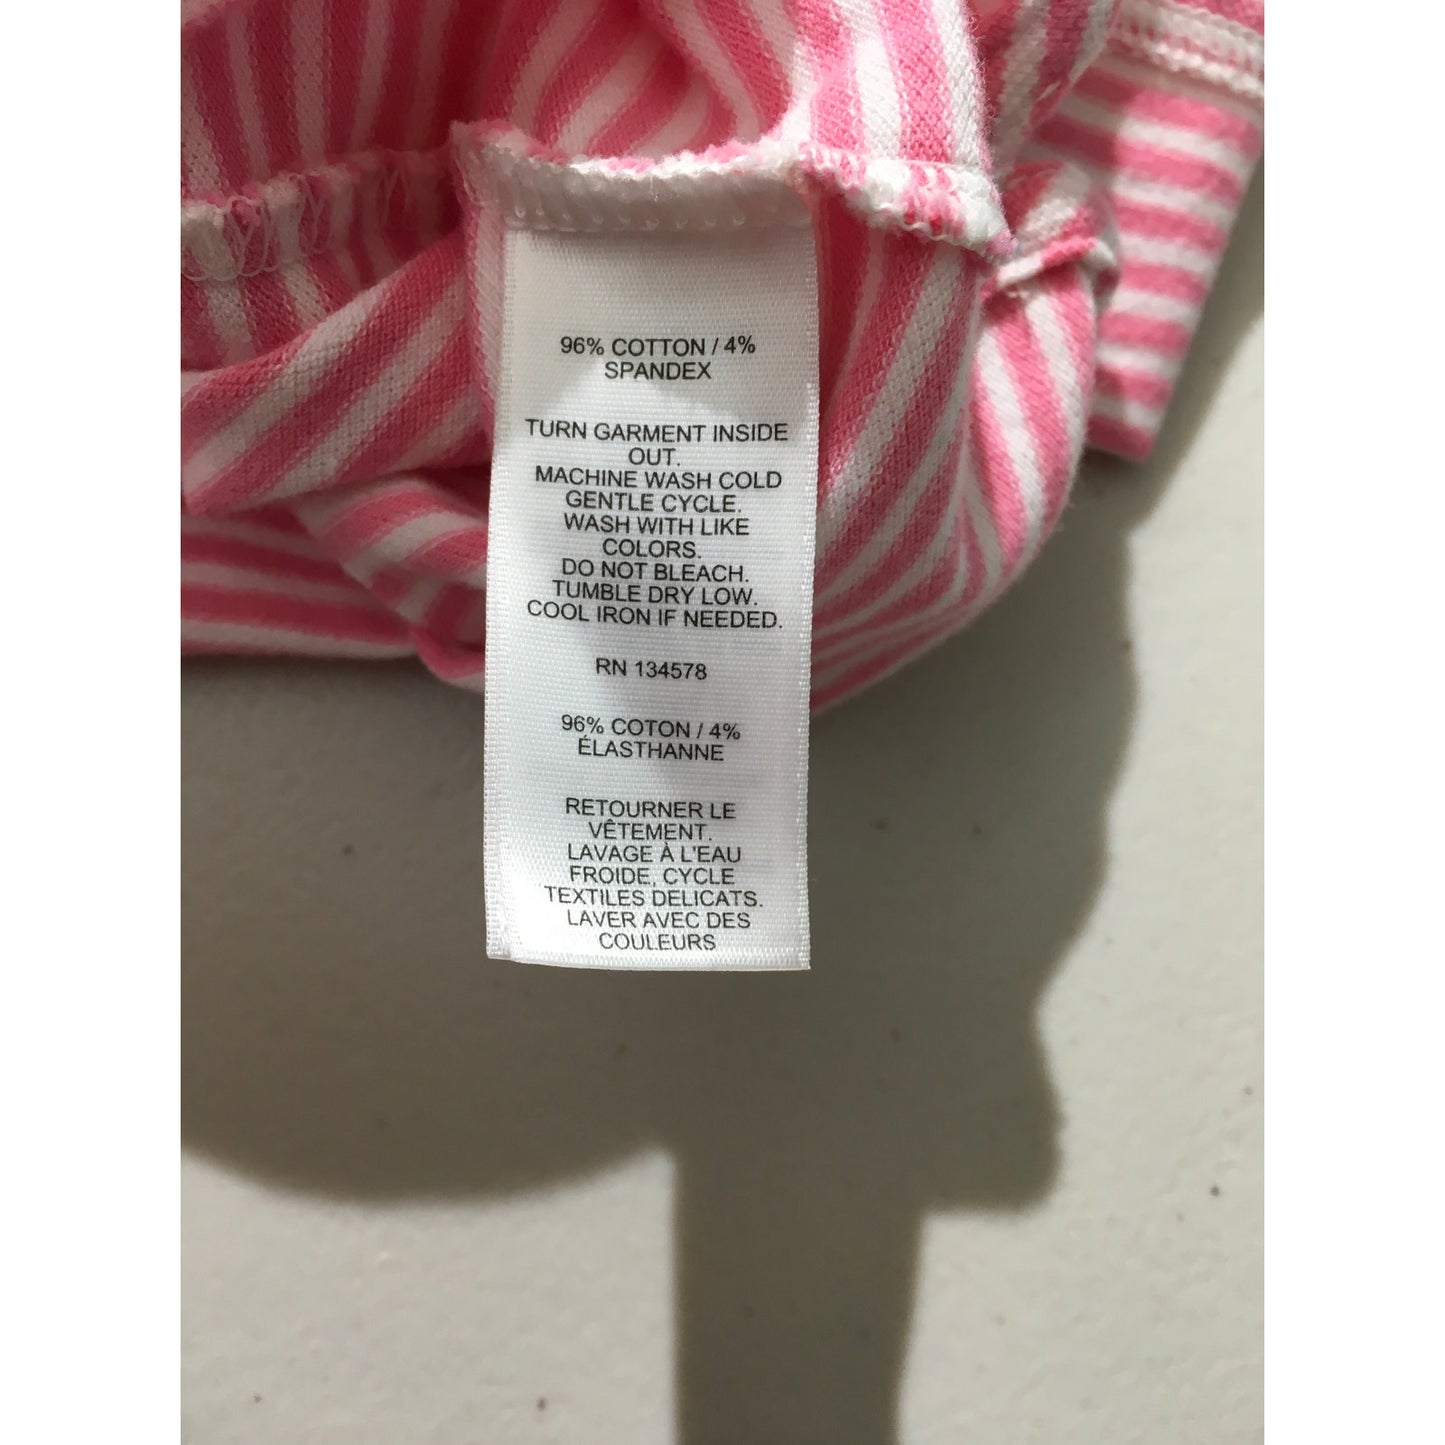 96% COTTON / 4%
SPANDEX
TURN GARMENT INSIDE
OUT.
MACHINE WASH COLD
GENTLE CYCLE.
WASH WITH LIKE
COLORS.
DO NOT BLEACH.
TUMBLE DRY LOW.
COOL IRON IF NEEDED.
RN 134578
96% COTON / 4%
ÉLASTHANNE
RETOURNER LE
VÊTEMENT.
LAVAGE À L'EAU
FROIDE, CYCLE
TEXTILES DELICATS.
LAVER AVEC DES
COULEURS